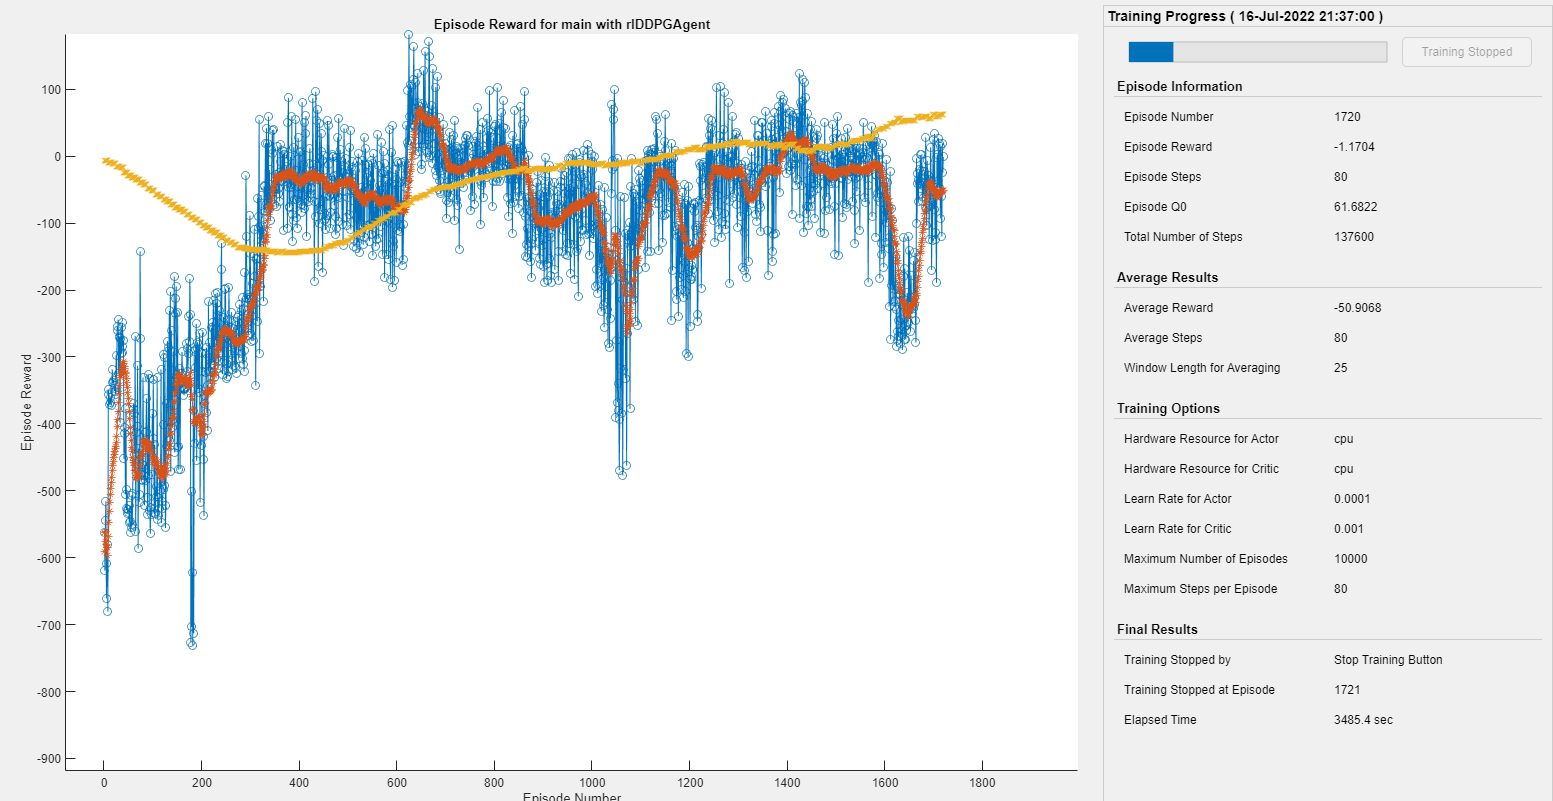 Episode Reward for main with rlDDPGAgent
Episode Reward
100
0
-100
-200
-300
-400
-500
-600
-700
-800
-900
0 200 400 600 800 1000 1200 1400 1600 1800
Episode Number
Training Progress ( 16-Jul-2022 21:37:00 )
Training Stopped
Episode Information
Episode Number 1720
Episode Reward -1.1704
Episode Steps 80
Episode Q0 61.6822
Total Number of Steps 137600
Average Results
Average Reward -50.9068
Average Steps 80
Window Length for Averaging 25
Training Options
Hardware Resource for Actor cpu
Hardware Resource for Critic cpu
Learn Rate for Actor 0.0001
Learn Rate for Critic 0.001
Maximum Number of Episodes 10000
Maximum Steps per Episode 80
Final Results
Training Stopped by Stop Training Button
Training Stopped at Episode 1721
Elapsed Time 3485.4 sec